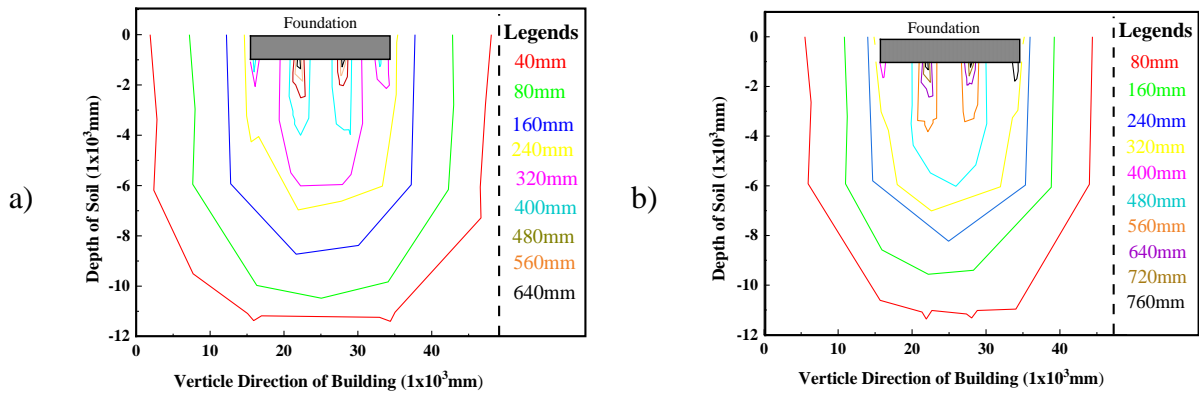 a)
Foundation
Legends
40mm
80mm
160mm
240mm
320mm
400mm
480mm
560mm
640mm
0
-2
-4
-6
-8
-10
-12
Depth of Soil (1x10³mm)
0 10 20 30 40
Verticle Direction of Building (1x10³mm)
b)
Foundation
Legends
80mm
160mm
240mm
320mm
400mm
480mm
560mm
640mm
720mm
760mm
0
-2
-4
-6
-8
-10
-12
Depth of Soil (1x10³mm)
0 10 20 30 40
Verticle Direction of Building (1x10³mm)